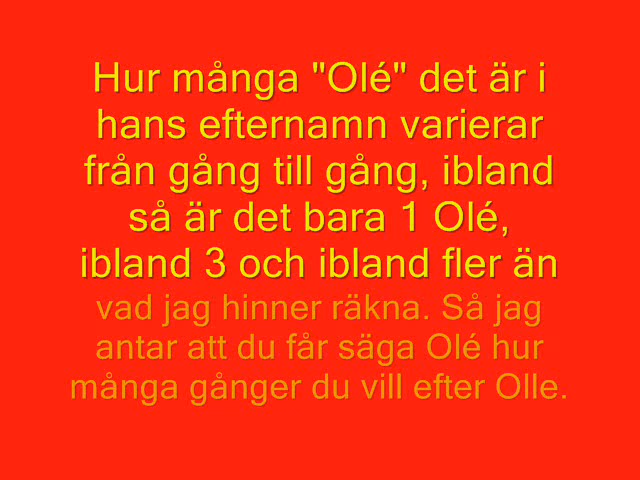 Hur många "Olé" det är i
hans efternamn varierar
från gång till gång, ibland
så är det bara 1 Olé,
ibland 3 och ibland fler än
vad jag hinner räkna. Så jag
antar att du får säga Olé hur
många gånger du vill efter Olle.